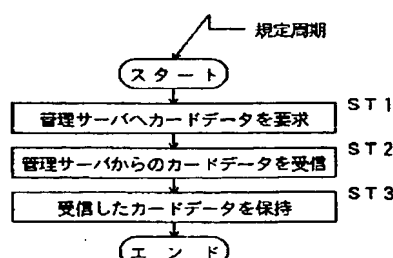 規定周期
スタート
ST1
管理サーバへカードデータを要求
ST2
管理サーバからのカードデータを受信
ST3
受信したカードデータを保持
エンド